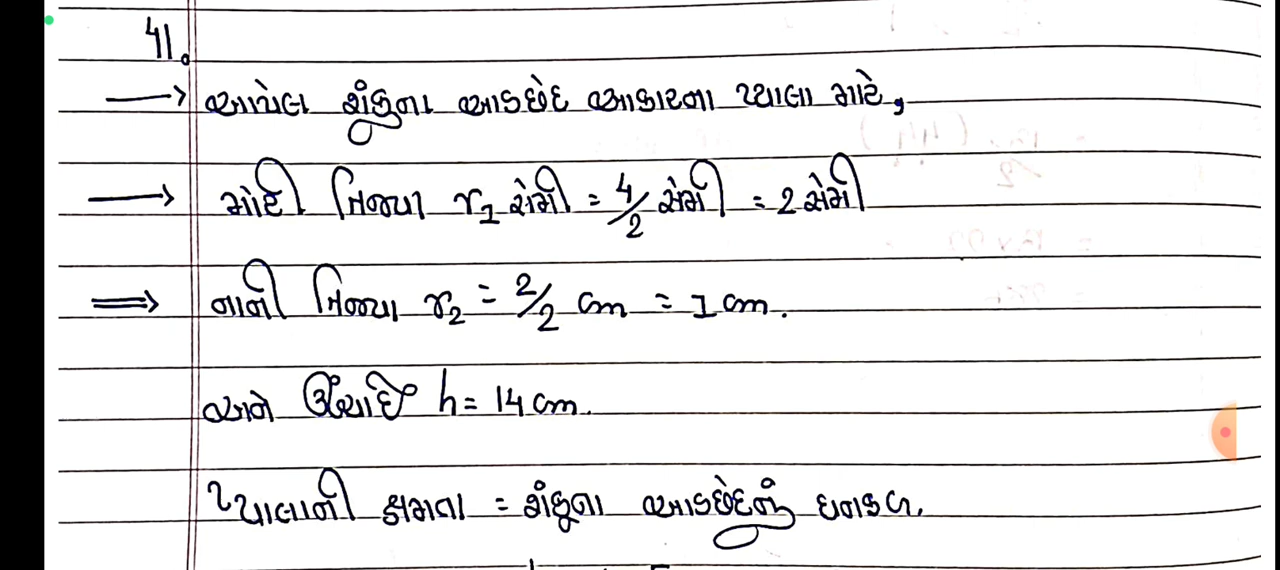 41.
→ આપેલ શંકુના આડછેદ આકારના પ્યાલા માટે,
→ મોટી ત્રિજ્યા r₁ સેમી = 4/2 સેમી = 2 સેમી
⇒ નાની ત્રિજ્યા r₂ = 2/2 cm = 1 cm.
અને ઊંચાઈ h = 14 cm.
પ્યાલાની ક્ષમતા = શંકુના આડછેદનું ઘનફળ.